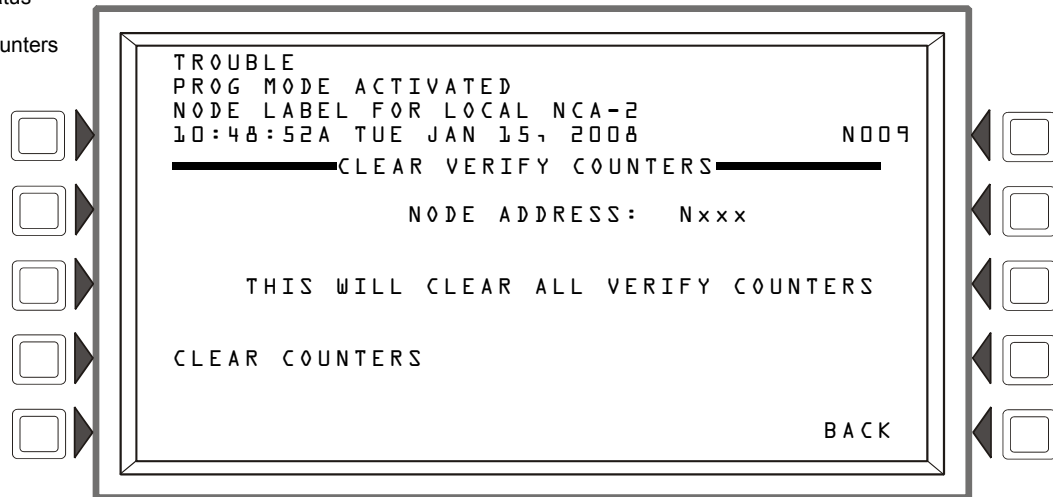 unters
TROUBLE
PROG MODE ACTIVATED
NODE LABEL FOR LOCAL NCA-2
10:48:52A TUE JAN 15, 2008 N009
CLEAR VERIFY COUNTERS
NODE ADDRESS: Nxxx
THIS WILL CLEAR ALL VERIFY COUNTERS
CLEAR COUNTERS
BACK